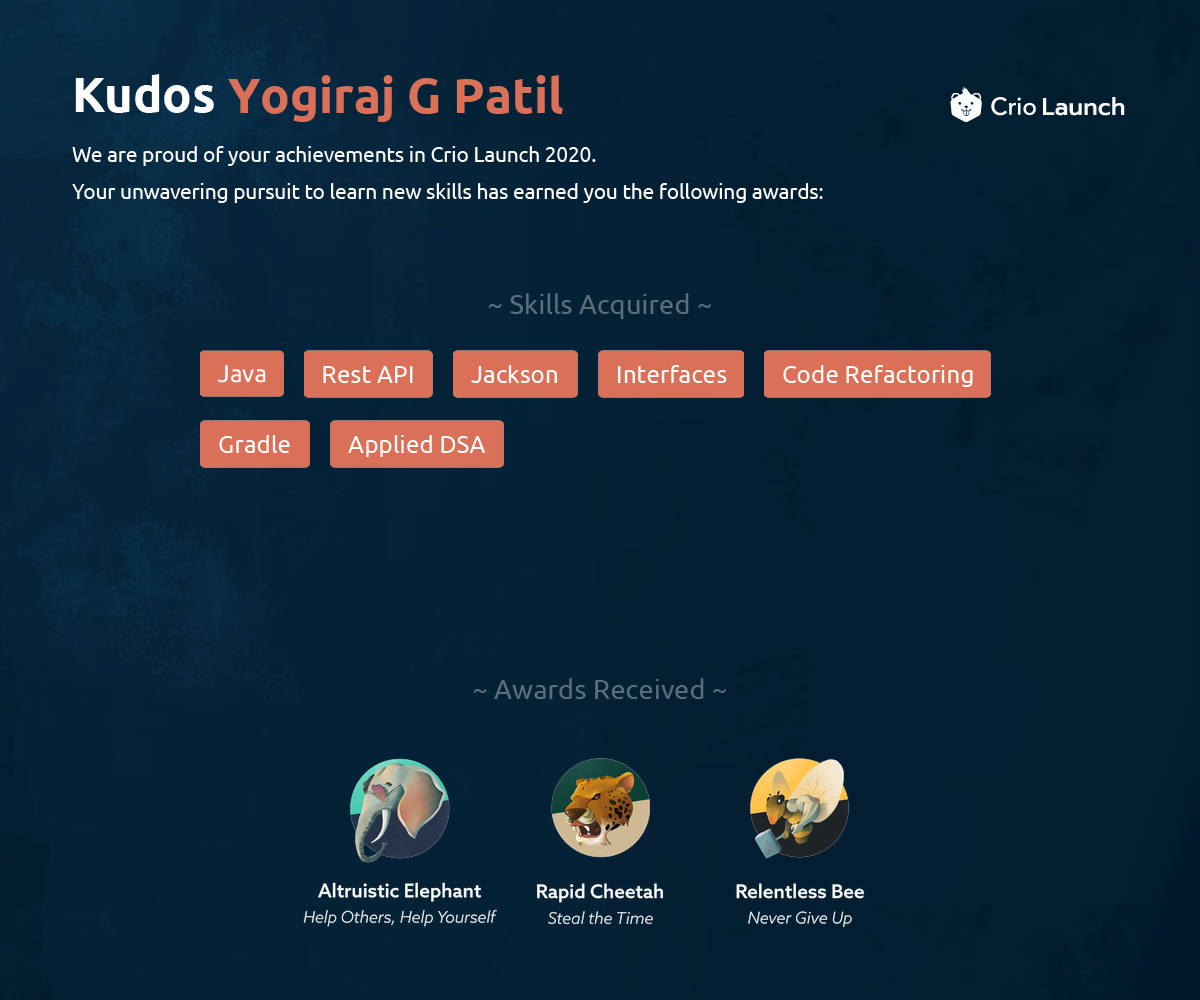 Kudos Yogiraj G Patil
Crio Launch
We are proud of your achievements in Crio Launch 2020.
Your unwavering pursuit to learn new skills has earned you the following awards:
~ Skills Acquired ~
Java Rest API Jackson Interfaces Code Refactoring
Gradle Applied DSA
~ Awards Received ~
Altruistic Elephant Rapid Cheetah Relentless Bee
Help Others, Help Yourself Steal the Time Never Give Up